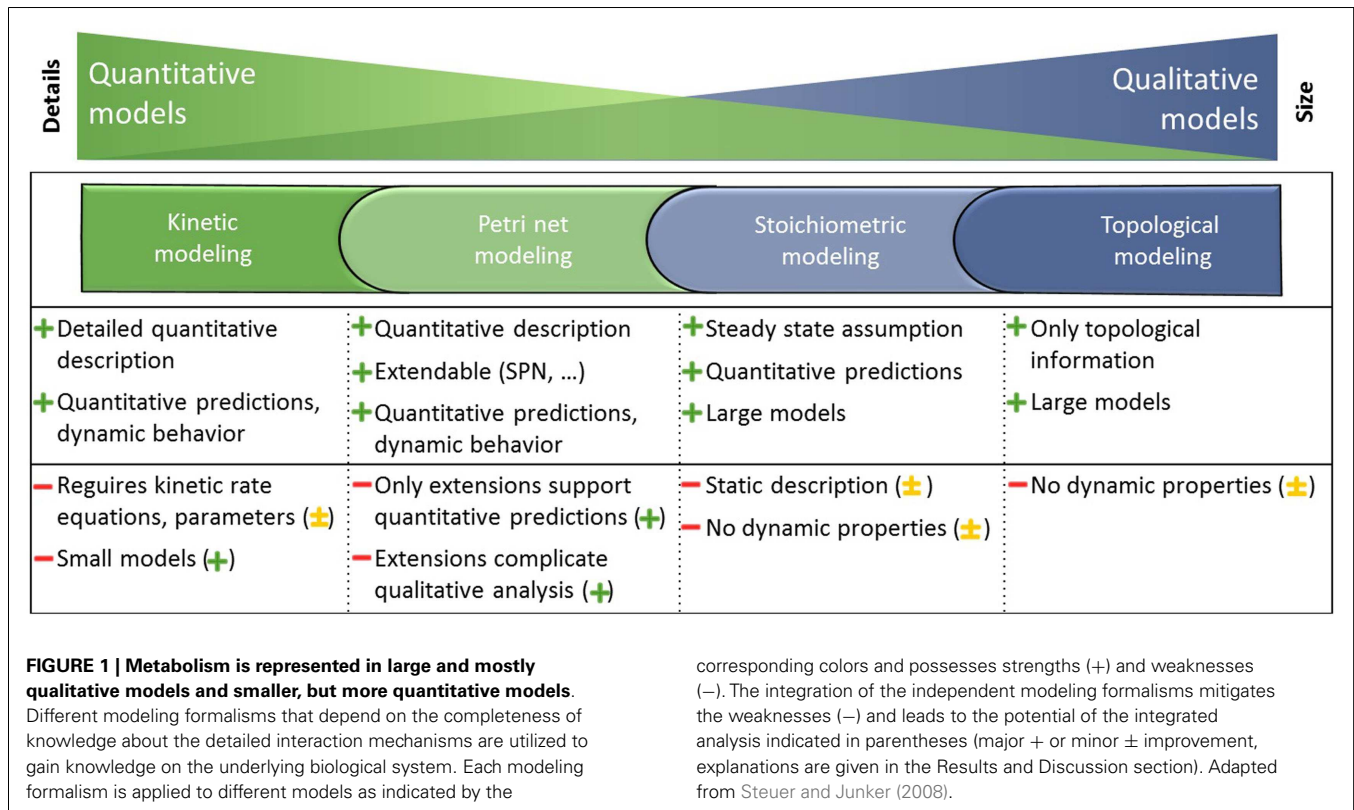 Details
Quantitative
models
Qualitative
models
Size
Kinetic
modeling
Petri net
modeling
Stoichiometric
modeling
Topological
modeling
+ Detailed quantitative
description
+ Quantitative predictions,
dynamic behavior
+ Quantitative description
+ Extendable (SPN, ...)
+ Quantitative predictions,
dynamic behavior
+ Steady state assumption
+ Quantitative predictions
+ Large models
+ Only topological
information
+ Large models
− Reguires kinetic rate
equations, parameters (±)
− Small models (+)
− Only extensions support
quantitative predictions (+)
− Extensions complicate
qualitative analysis (+)
− Static description (±)
− No dynamic properties (±)
− No dynamic properties (±)
FIGURE 1 | Metabolism is represented in large and mostly
qualitative models and smaller, but more quantitative models.
Different modeling formalisms that depend on the completeness of
knowledge about the detailed interaction mechanisms are utilized to
gain knowledge on the underlying biological system. Each modeling
formalism is applied to different models as indicated by the
corresponding colors and possesses strengths (+) and weaknesses
(−). The integration of the independent modeling formalisms mitigates
the weaknesses (−) and leads to the potential of the integrated
analysis indicated in parentheses (major + or minor ± improvement,
explanations are given in the Results and Discussion section). Adapted
from Steuer and Junker (2008).